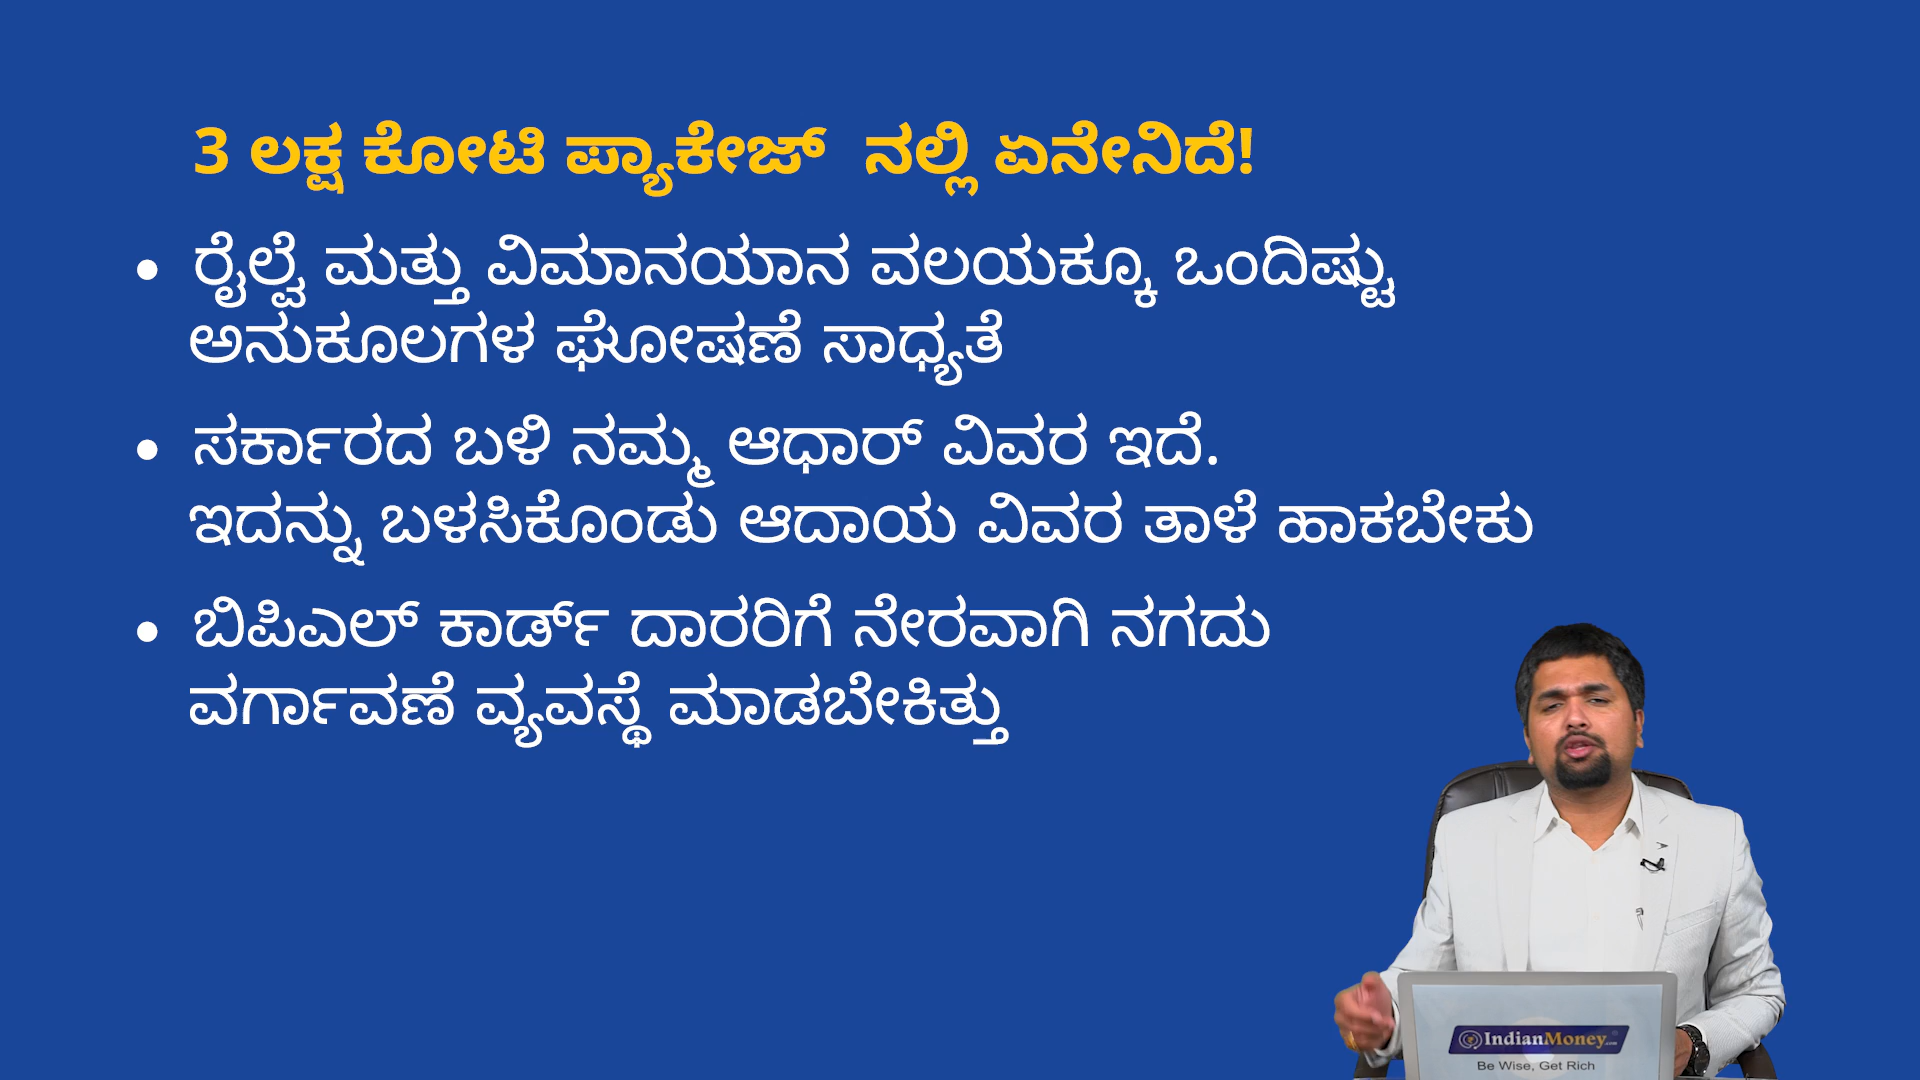 3 ಲಕ್ಷ ಕೋಟಿ ಪ್ಯಾಕೇಜ್ ನಲ್ಲಿ ಏನೇನಿದೆ!
• ರೈಲ್ವೆ ಮತ್ತು ವಿಮಾನಯಾನ ವಲಯಕ್ಕೂ ಒಂದಿಷ್ಟು
ಅನುಕೂಲಗಳ ಘೋಷಣೆ ಸಾಧ್ಯತೆ
• ಸರ್ಕಾರದ ಬಳಿ ನಮ್ಮ ಆಧಾರ್ ವಿವರ ಇದೆ.
ಇದನ್ನು ಬಳಸಿಕೊಂಡು ಆದಾಯ ವಿವರ ತಾಳೆ ಹಾಕಬೇಕು
• ಬಿಪಿಎಲ್ ಕಾರ್ಡ್ ದಾರರಿಗೆ ನೇರವಾಗಿ ನಗದು
ವರ್ಗಾವಣೆ ವ್ಯವಸ್ಥೆ ಮಾಡಬೇಕಿತ್ತು
IndianMoney.com
Be Wise, Get Rich